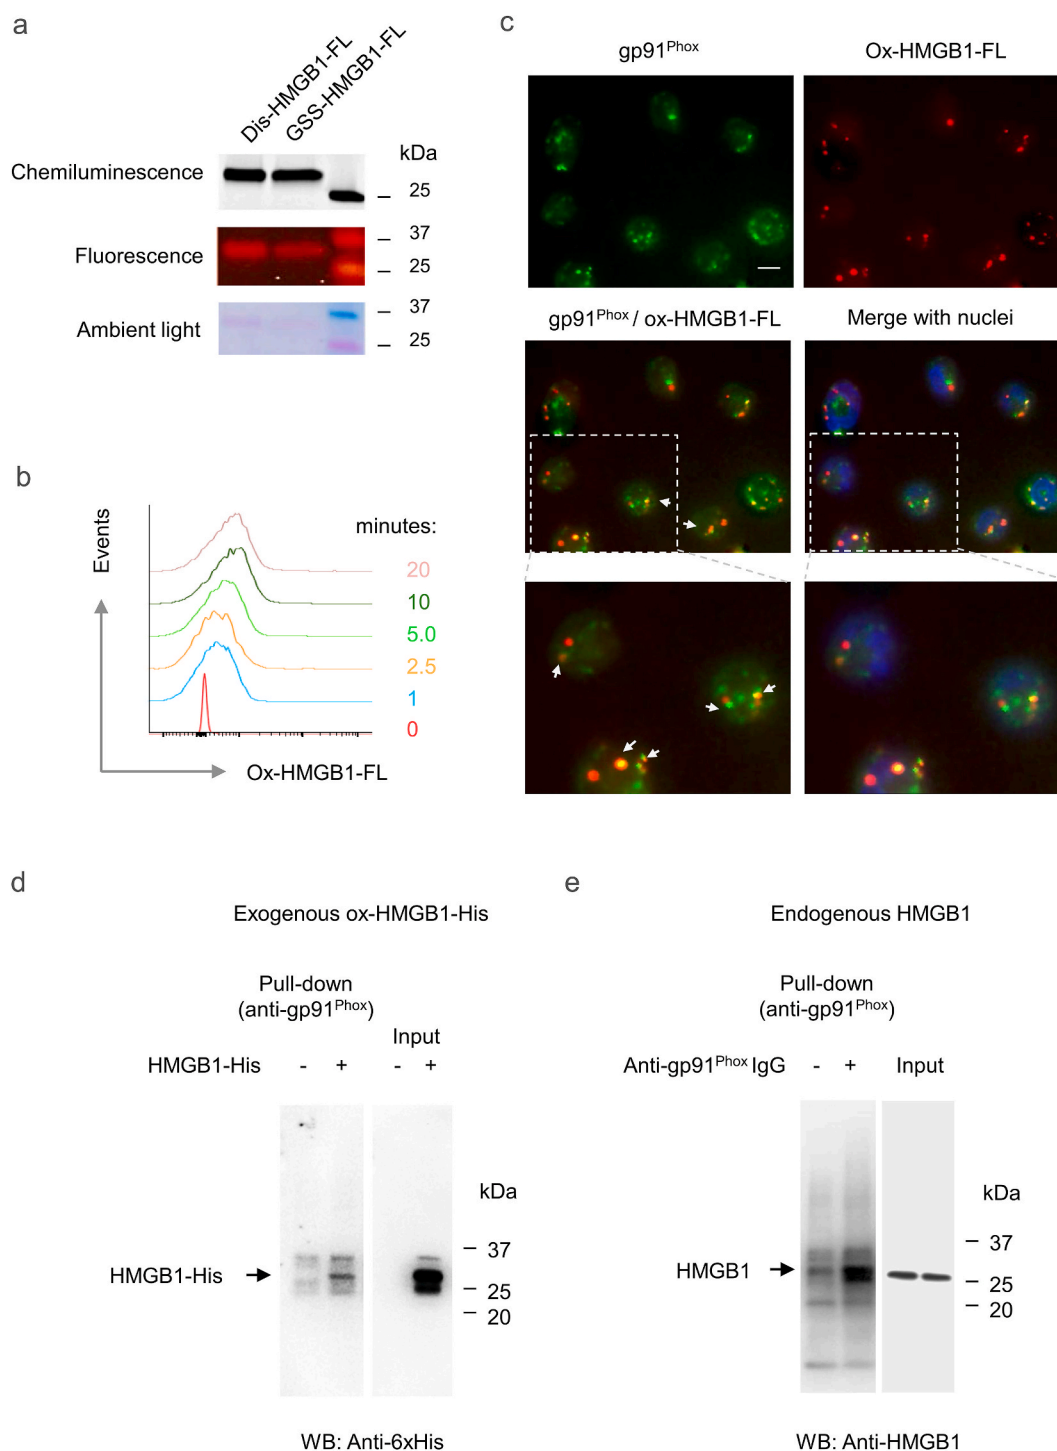 a
Dis-HMGB1-FL
GSS-HMGB1-FL
kDa
Chemiluminescence
25
Fluorescence
37
25
Ambient light
37
25
b
Events
minutes:
20
10
5.0
2.5
1
0
Ox-HMGB1-FL
c
gp91Phox
Ox-HMGB1-FL
gp91Phox / ox-HMGB1-FL
Merge with nuclei
d
Exogenous ox-HMGB1-His
Pull-down
(anti-gp91Phox)
Input
HMGB1-His - + - +
kDa
37
HMGB1-His
25
20
WB: Anti-6xHis
e
Endogenous HMGB1
Pull-down
(anti-gp91Phox)
Anti-gp91Phox IgG - + Input
kDa
37
HMGB1
25
20
WB: Anti-HMGB1